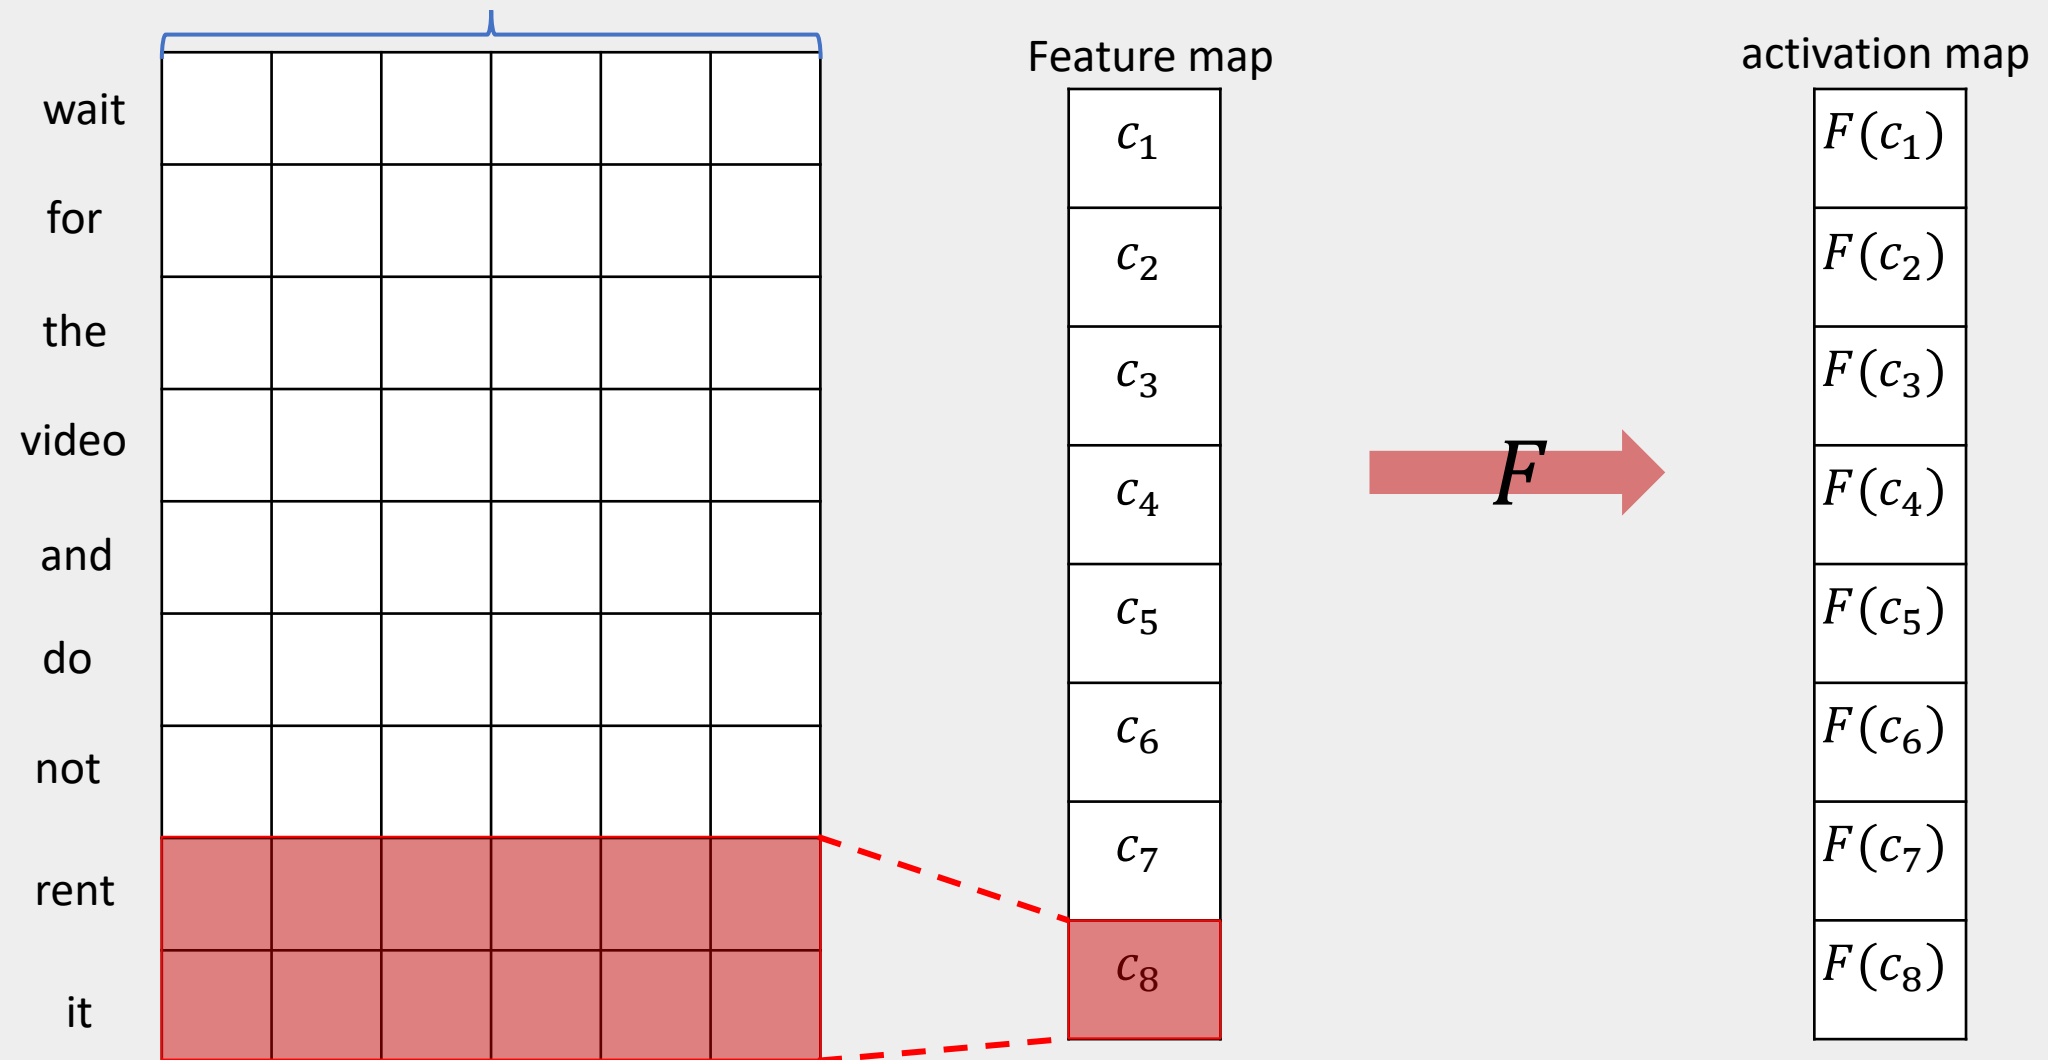 wait
for
the
video
and
do
not
rent
it
Feature map
c₁
c₂
c₃
c₄
c₅
c₆
c₇
c₈
F
activation map
F(c₁)
F(c₂)
F(c₃)
F(c₄)
F(c₅)
F(c₆)
F(c₇)
F(c₈)